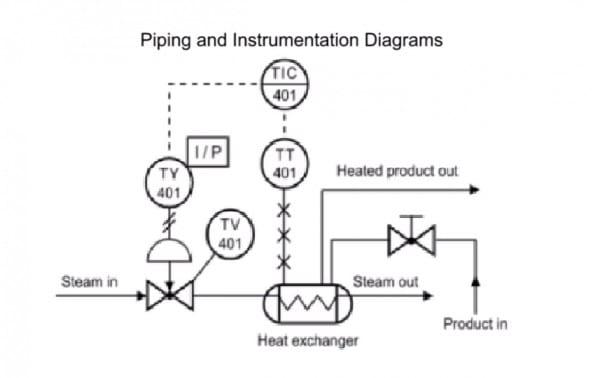 Piping and Instrumentation Diagrams
TIC
401
I/P
TT
401
TY
401
Heated product out
TV
401
Steam in
Steam out
Product in
Heat exchanger